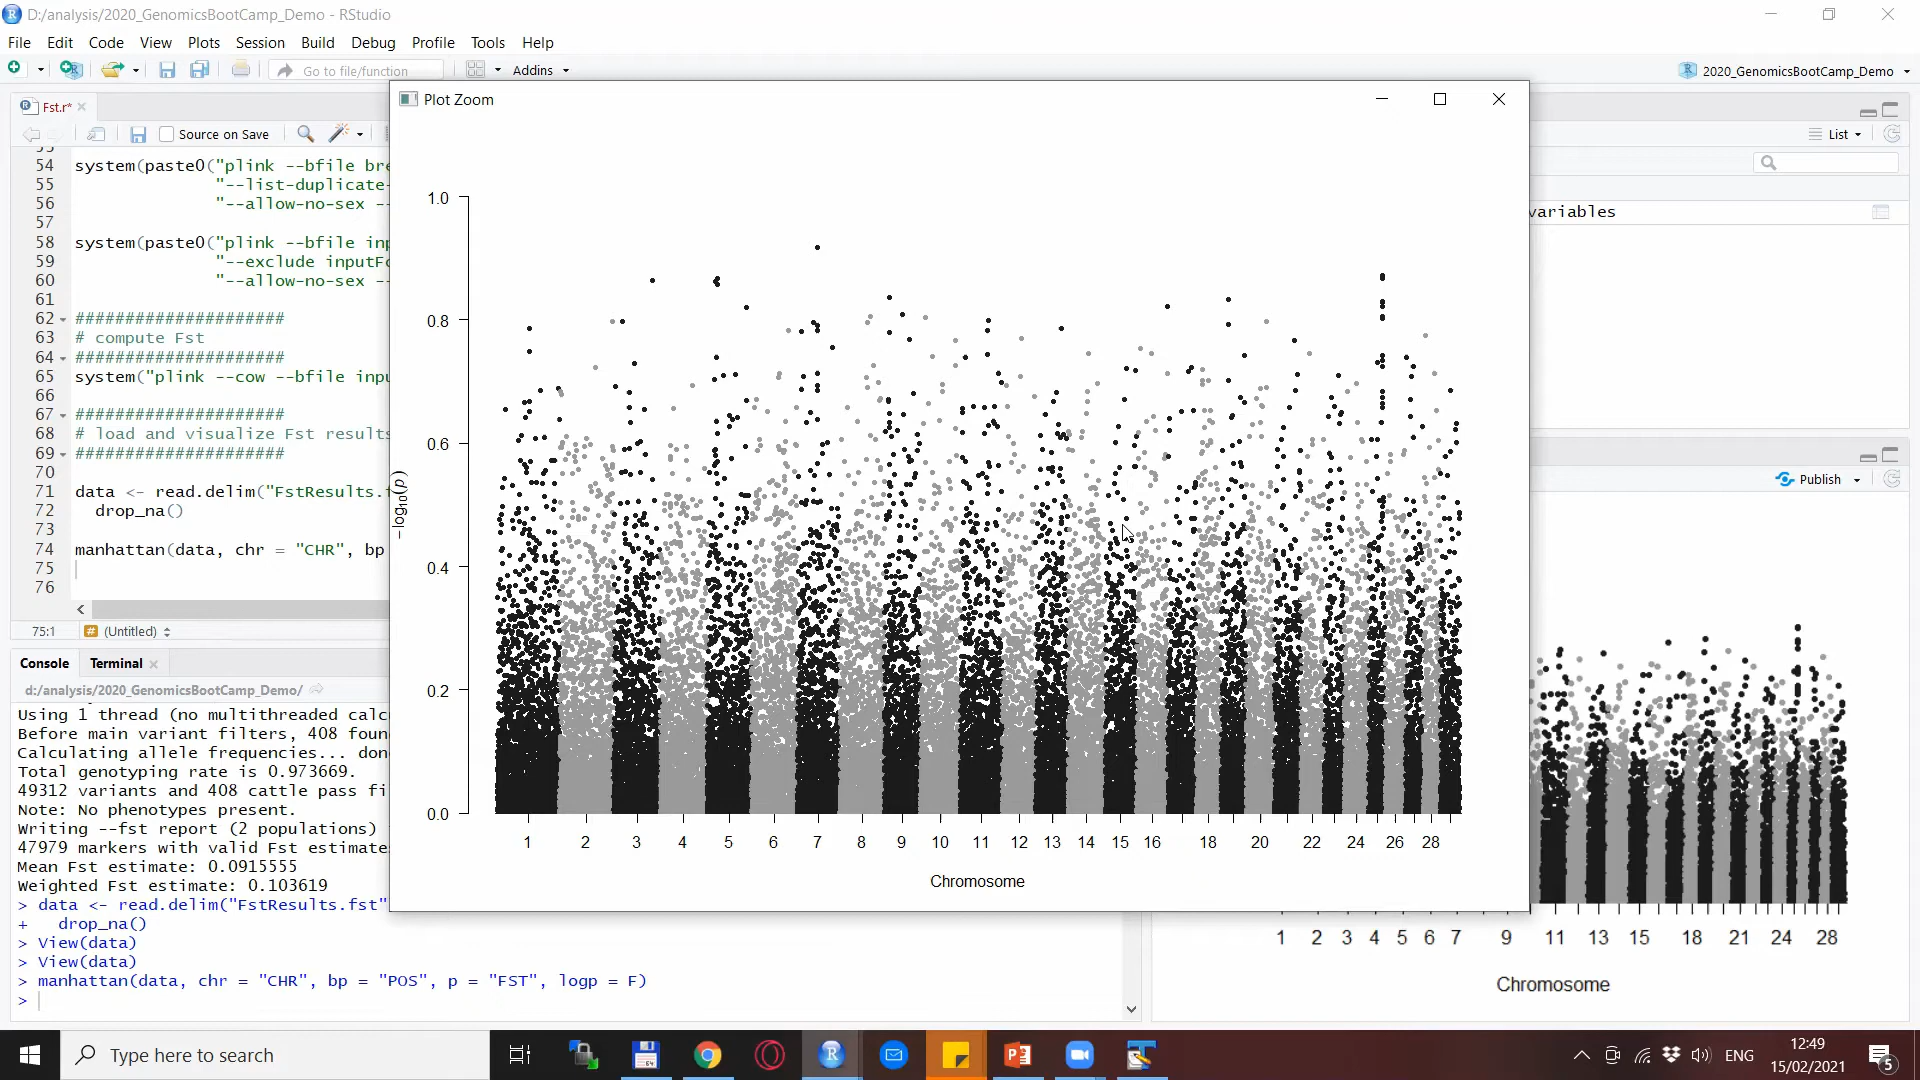 D:/analysis/2020_GenomicsBootCamp_Demo - RStudio
File Edit Code View Plots Session Build Debug Profile Tools Help
Go to file/function
Addins
2020_GenomicsBootCamp_Demo
Fst.r*
Source on Save
54 system(paste0("plink --bfile bre
55 "--list-duplicate-
56 "--allow-no-sex --
57
58 system(paste0("plink --bfile inp
59 "--exclude inputFo
60 "--allow-no-sex --
61
62 #####################
63 # compute Fst
64 #####################
65 system("plink --cow --bfile inpu
66
67 #####################
68 # load and visualize Fst results
69 #####################
70
71 data <- read.delim("FstResults.f
72 drop_na()
73
74 manhattan(data, chr = "CHR", bp
75
76
75:1 (Untitled)
Console Terminal
d:/analysis/2020_GenomicsBootCamp_Demo/
Using 1 thread (no multithreaded calc
Before main variant filters, 408 foun
Calculating allele frequencies... don
Total genotyping rate is 0.973669.
49312 variants and 408 cattle pass fi
Note: No phenotypes present.
Writing --fst report (2 populations)
47979 markers with valid Fst estimate
Mean Fst estimate: 0.0915555
Weighted Fst estimate: 0.103619
> data <- read.delim("FstResults.fst"
+ drop_na()
> View(data)
> View(data)
> manhattan(data, chr = "CHR", bp = "POS", p = "FST", logp = F)
>
Plot Zoom
1.0
0.8
0.6
0.4
0.2
0.0
−log10(p)
1 2 3 4 5 6 7 8 9 10 11 12 13 14 15 16 18 20 22 24 26 28
Chromosome
List
variables
Publish
1 2 3 4 5 6 7 9 11 13 15 18 21 24 28
Chromosome
Type here to search
64
ENG
12:49
15/02/2021
5